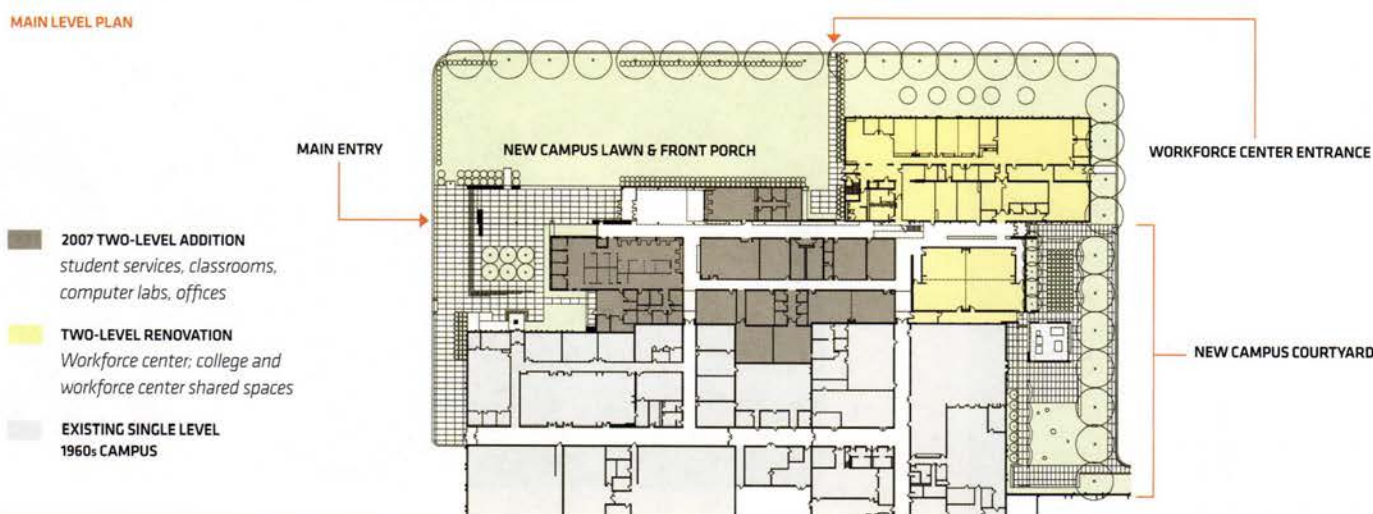 MAIN LEVEL PLAN
MAIN ENTRY
NEW CAMPUS LAWN & FRONT PORCH
WORKFORCE CENTER ENTRANCE
2007 TWO-LEVEL ADDITION
student services, classrooms,
computer labs, offices
TWO-LEVEL RENOVATION
Workforce center; college and
workforce center shared spaces
NEW CAMPUS COURTYARD
EXISTING SINGLE LEVEL
1960s CAMPUS